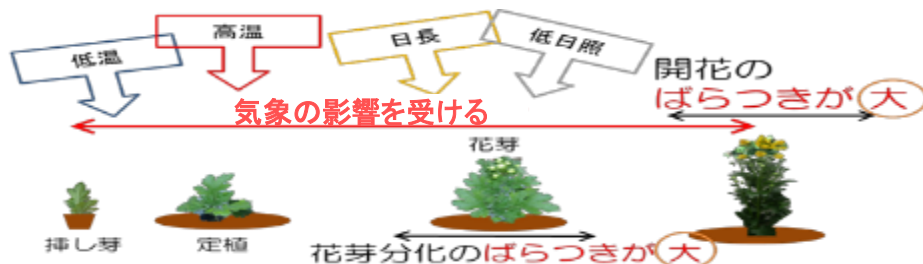 低温
高温
日長
低日照
開花の
ばらつきが大
気象の影響を受ける
花芽
挿し芽
定植
花芽分化のばらつきが大